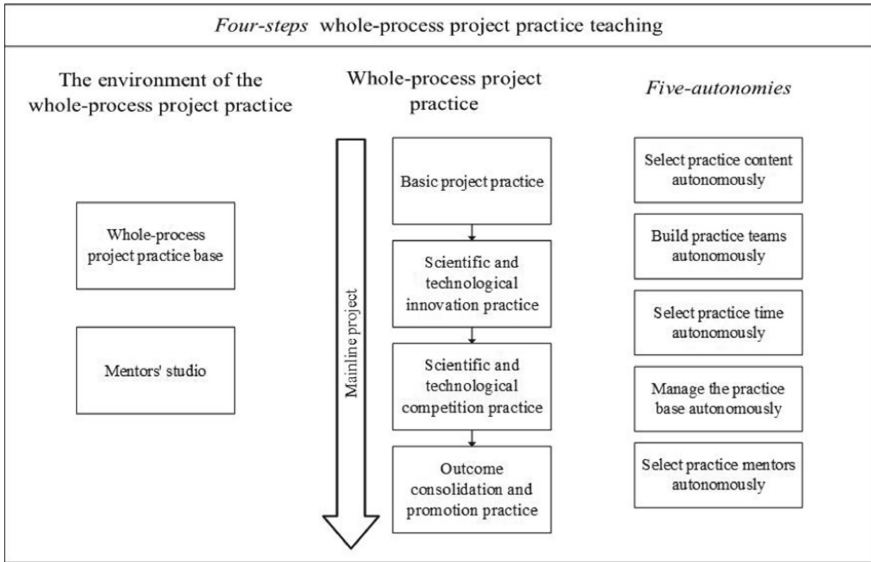 Four-steps whole-process project practice teaching
The environment of the
whole-process project practice
Whole-process
project practice base
Mentors' studio
Whole-process project
practice
Mainline project
Basic project practice
Scientific and
technological
innovation practice
Scientific and
technological
competition practice
Outcome
consolidation and
promotion practice
Five-autonomies
Select practice content
autonomously
Build practice teams
autonomously
Select practice time
autonomously
Manage the practice
base autonomously
Select practice mentors
autonomously